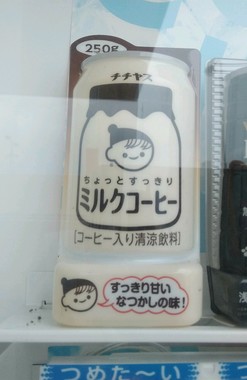 250g
チチヤス
ちょっとすっきり
ミルクコーヒー
[コーヒー入り清涼飲料]
すっきり甘い
なつかしの味!
つめた〜い